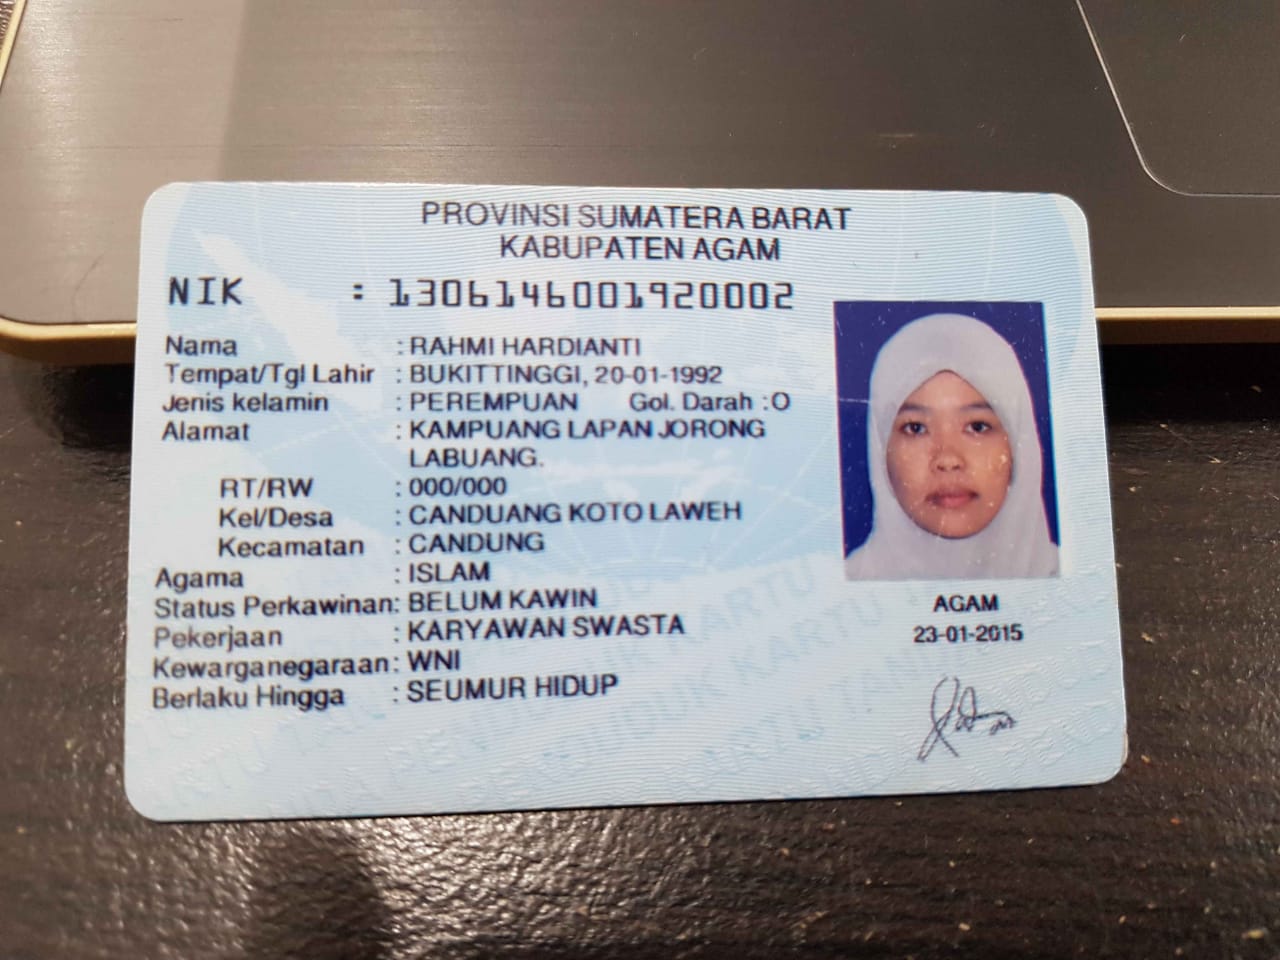 PROVINSI SUMATERA BARAT
KABUPATEN AGAM
NIK : 1306146001920002
Nama : RAHMI HARDIANTI
Tempat/Tgl Lahir : BUKITTINGGI, 20-01-1992
Jenis kelamin : PEREMPUAN Gol. Darah :O
Alamat : KAMPUANG LAPAN JORONG
LABUANG.
RT/RW : 000/000
Kel/Desa : CANDUANG KOTO LAWEH
Kecamatan : CANDUNG
Agama : ISLAM
Status Perkawinan: BELUM KAWIN
Pekerjaan : KARYAWAN SWASTA
Kewarganegaraan: WNI
Berlaku Hingga : SEUMUR HIDUP
AGAM
23-01-2015